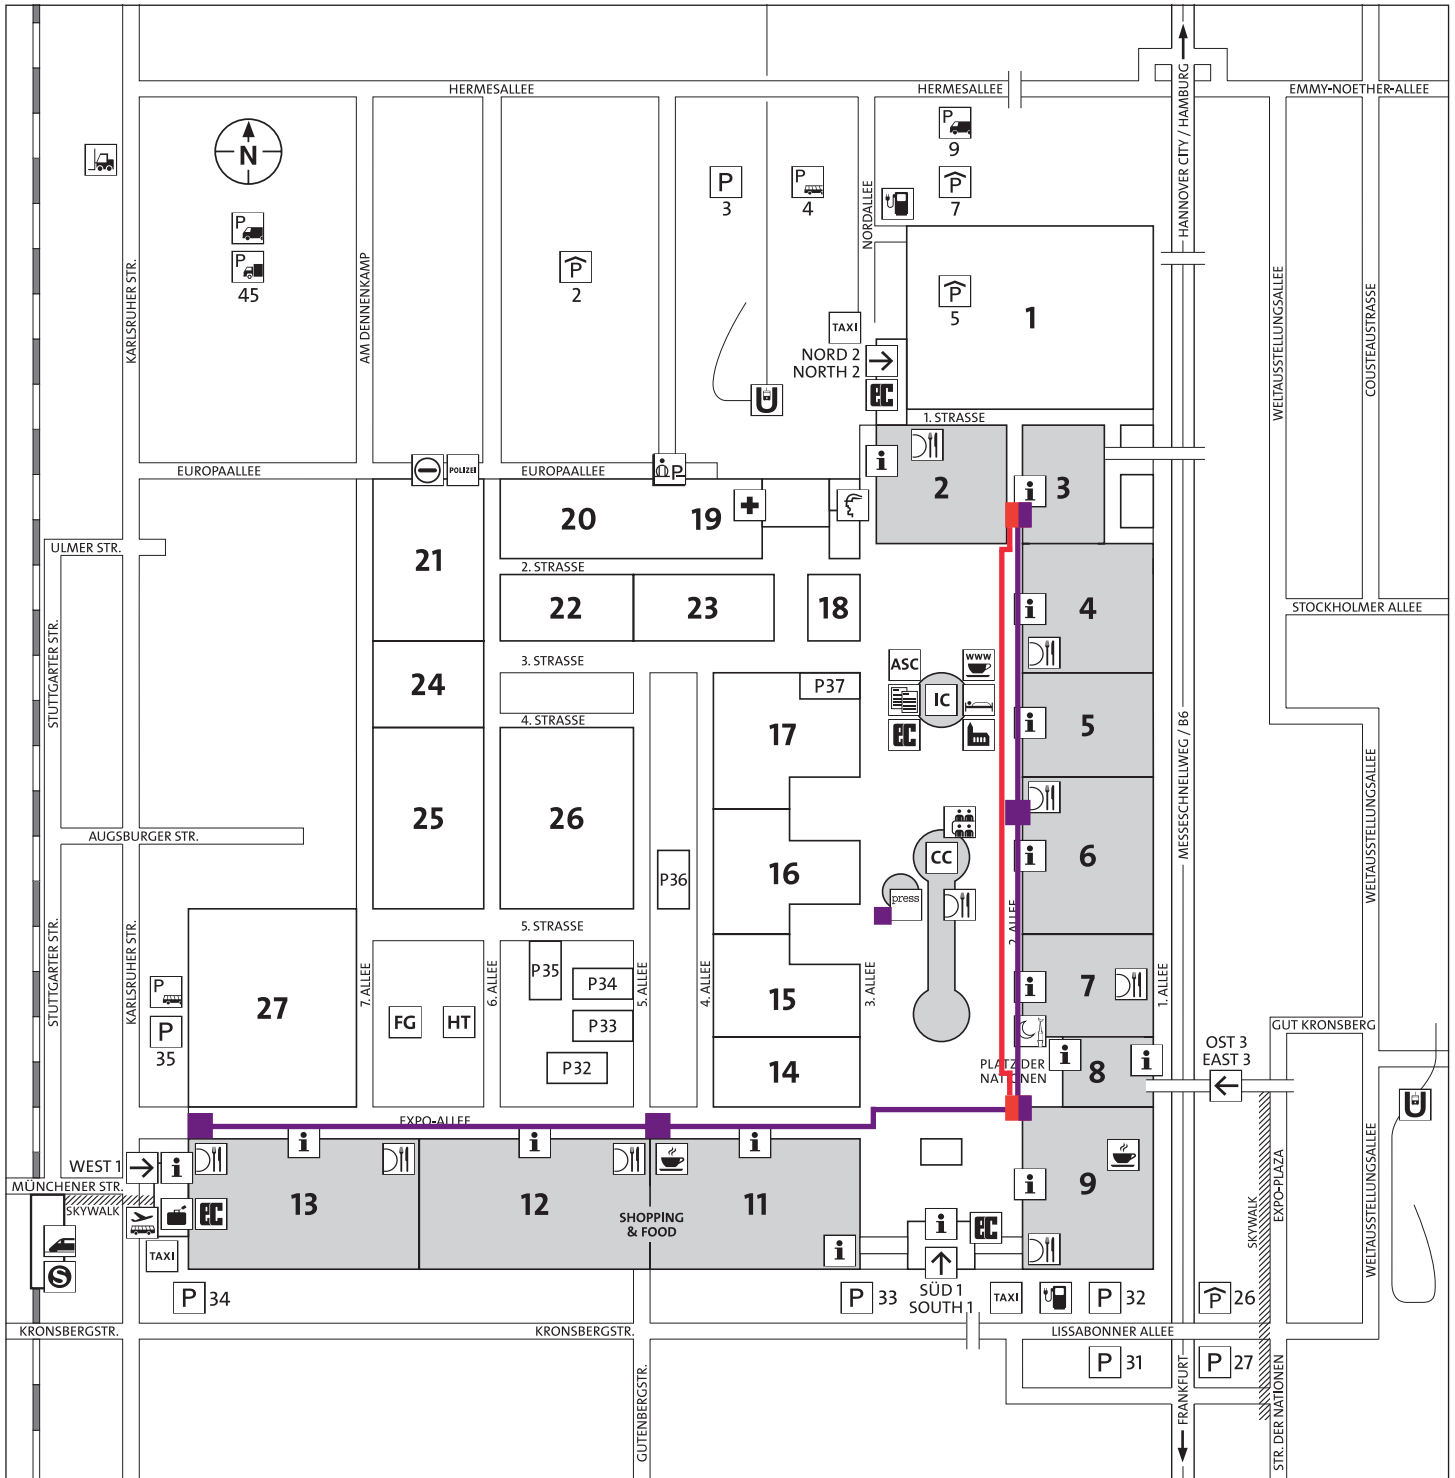 HERMESALLEE
HERMESALLEE
EMMY-NOETHER-ALLEE
HANNOVER CITY / HAMBURG
N
P
45
P
KARLSRUHER STR.
AM DENNENKAMP
P
2
P
3
P
4
NORDALLEE
P
9
P
7
P
5
1
WELTAUSSTELLUNGSALLEE
COUSTEAUSTRASSE
TAXI
NORD 2
NORTH 2
EC
U
1. STRASSE
EUROPAALLEE
POLIZEI
EUROPAALLEE
P
i
2
i
3
20
19
21
ULMER STR.
2. STRASSE
22
23
18
i
4
STOCKHOLMER ALLEE
STUTTGARTER STR.
24
3. STRASSE
4. STRASSE
P37
17
ASC
www
IC
EC
i
5
MESSESCHNELLWEG / B6
WELTAUSSTELLUNGSALLEE
AUGSBURGER STR.
25
26
P36
16
CC
press
i
6
2. ALLEE
STUTTGARTER STR.
KARLSRUHER STR.
5. STRASSE
P
P
35
27
7. ALLEE
FG
HT
6. ALLEE
P35
P34
P33
P32
5. ALLEE
4. ALLEE
15
3. ALLEE
14
i
7
1. ALLEE
PLATZ DER
NATIONEN
i
8
i
GUT KRONSBERG
OST 3
EAST 3
U
EXPO-ALLEE
WEST 1
i
MÜNCHENER STR.
SKYWALK
EC
TAXI
S
i
13
i
12
SHOPPING
& FOOD
i
11
i
i
EC
i
9
SKYWALK
EXPO-PLAZA
WELTAUSSTELLUNGSALLEE
P
34
P
33
SÜD 1
SOUTH 1
TAXI
P
32
P
26
KRONSBERGSTR.
KRONSBERGSTR.
LISSABONNER ALLEE
P
31
P
27
GUTENBERGSTR.
FRANKFURT
STR. DER NATIONEN